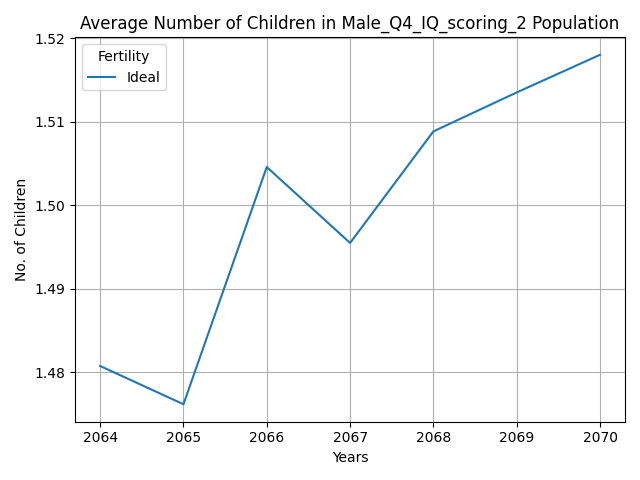 Average Number of Children in Male_Q4_IQ_scoring_2 Population
Fertility
Ideal
No. of Children
1.52
1.51
1.50
1.49
1.48
2064 2065 2066 2067 2068 2069 2070
Years